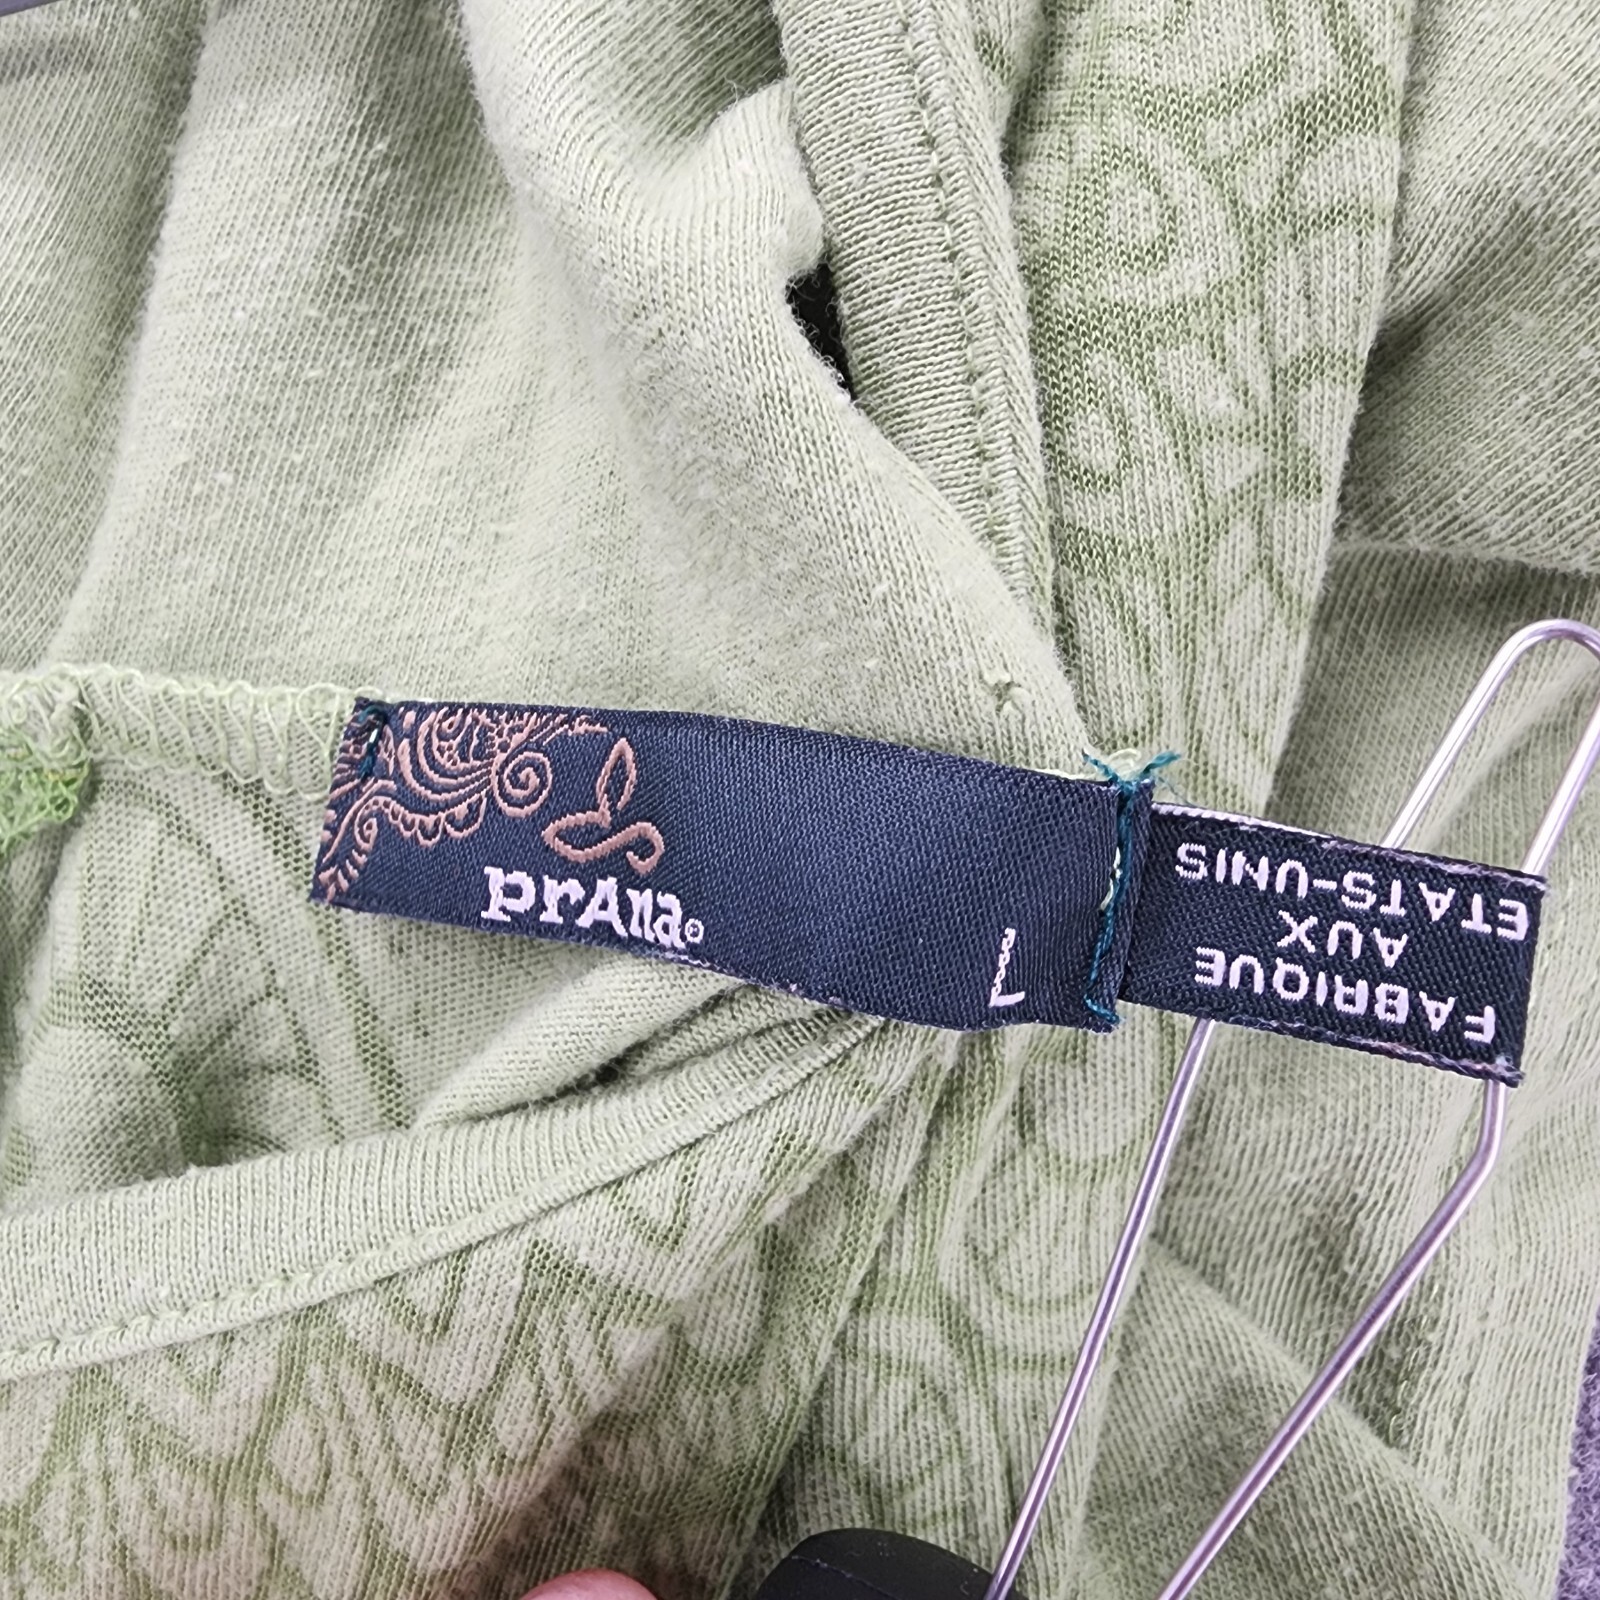 prAna®
L
FABRIQUE
AUX
ETATS-UNIS